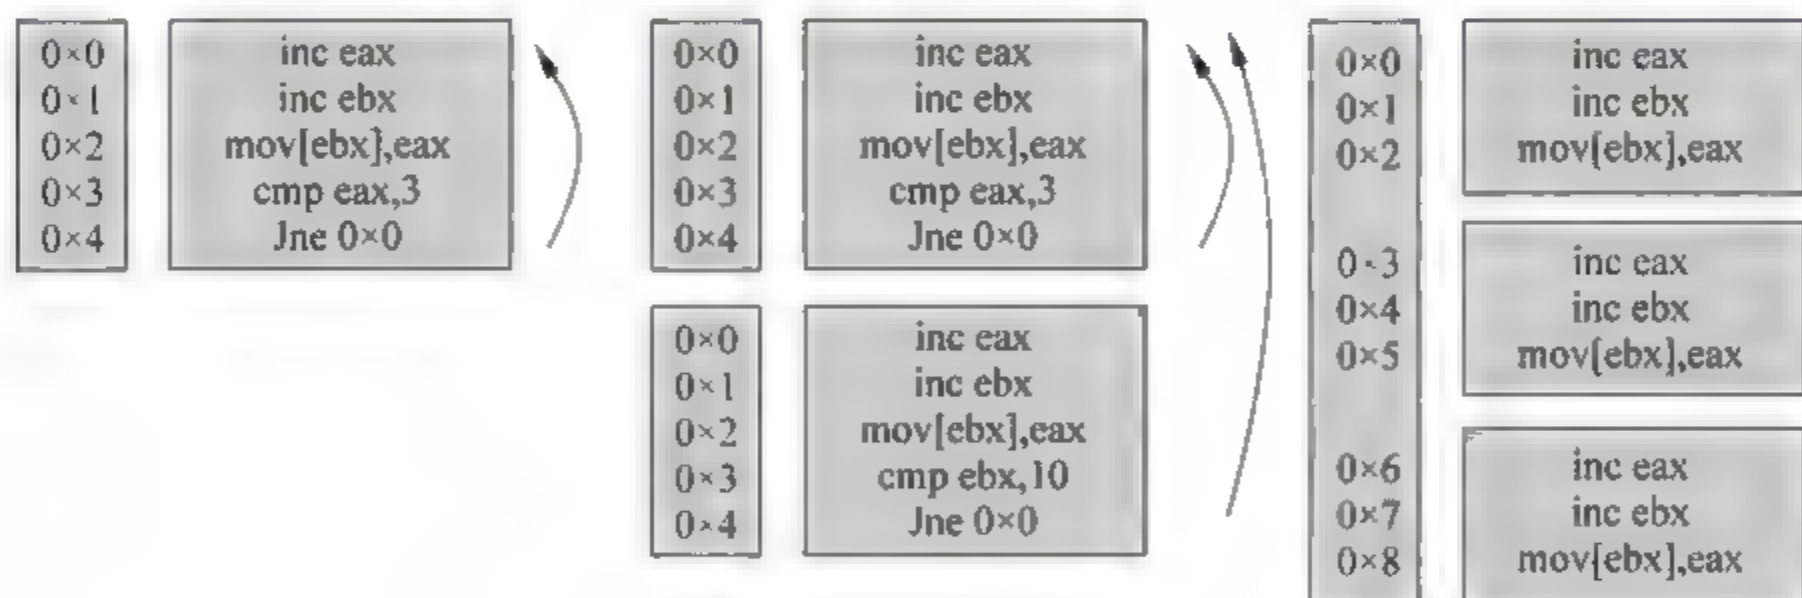 0×0 inc eax
0×1 inc ebx
0×2 mov[ebx],eax
0×3 cmp eax,3
0×4 Jne 0×0
0×0 inc eax
0×1 inc ebx
0×2 mov[ebx],eax
0×3 cmp eax,3
0×4 Jne 0×0
0×0 inc eax
0×1 inc ebx
0×2 mov[ebx],eax
0×3 cmp ebx,10
0×4 Jne 0×0
0×0 inc eax
0×1 inc ebx
0×2 mov[ebx],eax
0×3 inc eax
0×4 inc ebx
0×5 mov[ebx],eax
0×6 inc eax
0×7 inc ebx
0×8 mov[ebx],eax